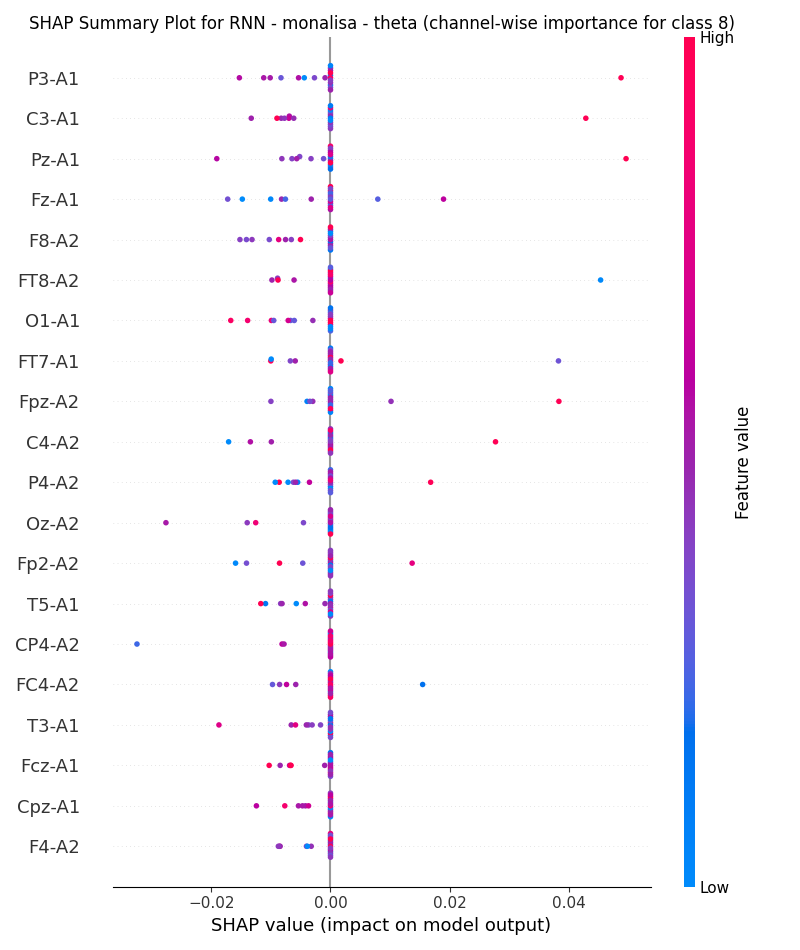 SHAP Summary Plot for RNN - monalisa - theta (channel-wise importance for class 8)
High
P3-A1
C3-A1
Pz-A1
Fz-A1
F8-A2
FT8-A2
O1-A1
FT7-A1
Fpz-A2
C4-A2
P4-A2
Oz-A2
Fp2-A2
T5-A1
CP4-A2
FC4-A2
T3-A1
Fcz-A1
Cpz-A1
F4-A2
Feature value
Low
−0.02 0.00 0.02 0.04
SHAP value (impact on model output)